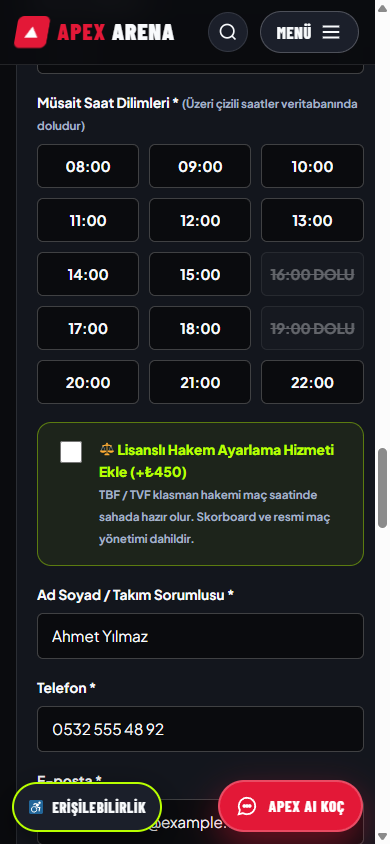 APEX ARENA
MENÜ
Müsait Saat Dilimleri * (Üzeri çizili saatler veritabanında
doludur)
08:00 09:00 10:00
11:00 12:00 13:00
14:00 15:00 16:00 DOLU
17:00 18:00 19:00 DOLU
20:00 21:00 22:00
Lisanslı Hakem Ayarlama Hizmeti
Ekle (+₺450)
TBF / TVF klasman hakemi maç saatinde
sahada hazır olur. Skorboard ve resmi maç
yönetimi dahildir.
Ad Soyad / Takım Sorumlusu *
Ahmet Yılmaz
Telefon *
0532 555 48 92
E-posta *
@example.
ERİŞİLEBİLİRLİK
APEX AI KOÇ